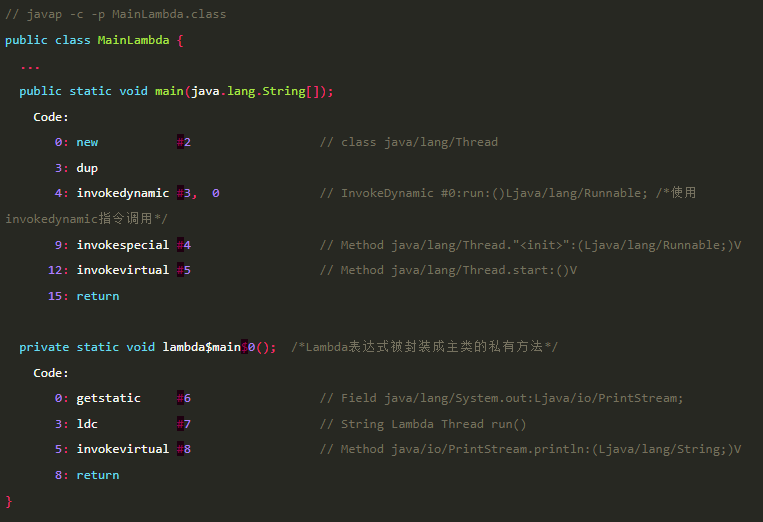 // javap -c -p MainLambda.class
public class MainLambda {
  ...
  public static void main(java.lang.String[]);
    Code:
       0: new           #2                  // class java/lang/Thread
       3: dup
       4: invokedynamic #3,  0              // InvokeDynamic #0:run:()Ljava/lang/Runnable; /*使用
invokedynamic指令调用*/
       9: invokespecial #4                  // Method java/lang/Thread."<init>":(Ljava/lang/Runnable;)V
      12: invokevirtual #5                  // Method java/lang/Thread.start:()V
      15: return
  private static void lambda$main$0();  /*Lambda表达式被封装成主类的私有方法*/
    Code:
       0: getstatic     #6                  // Field java/lang/System.out:Ljava/io/PrintStream;
       3: ldc           #7                  // String Lambda Thread run()
       5: invokevirtual #8                  // Method java/io/PrintStream.println:(Ljava/lang/String;)V
       8: return
}